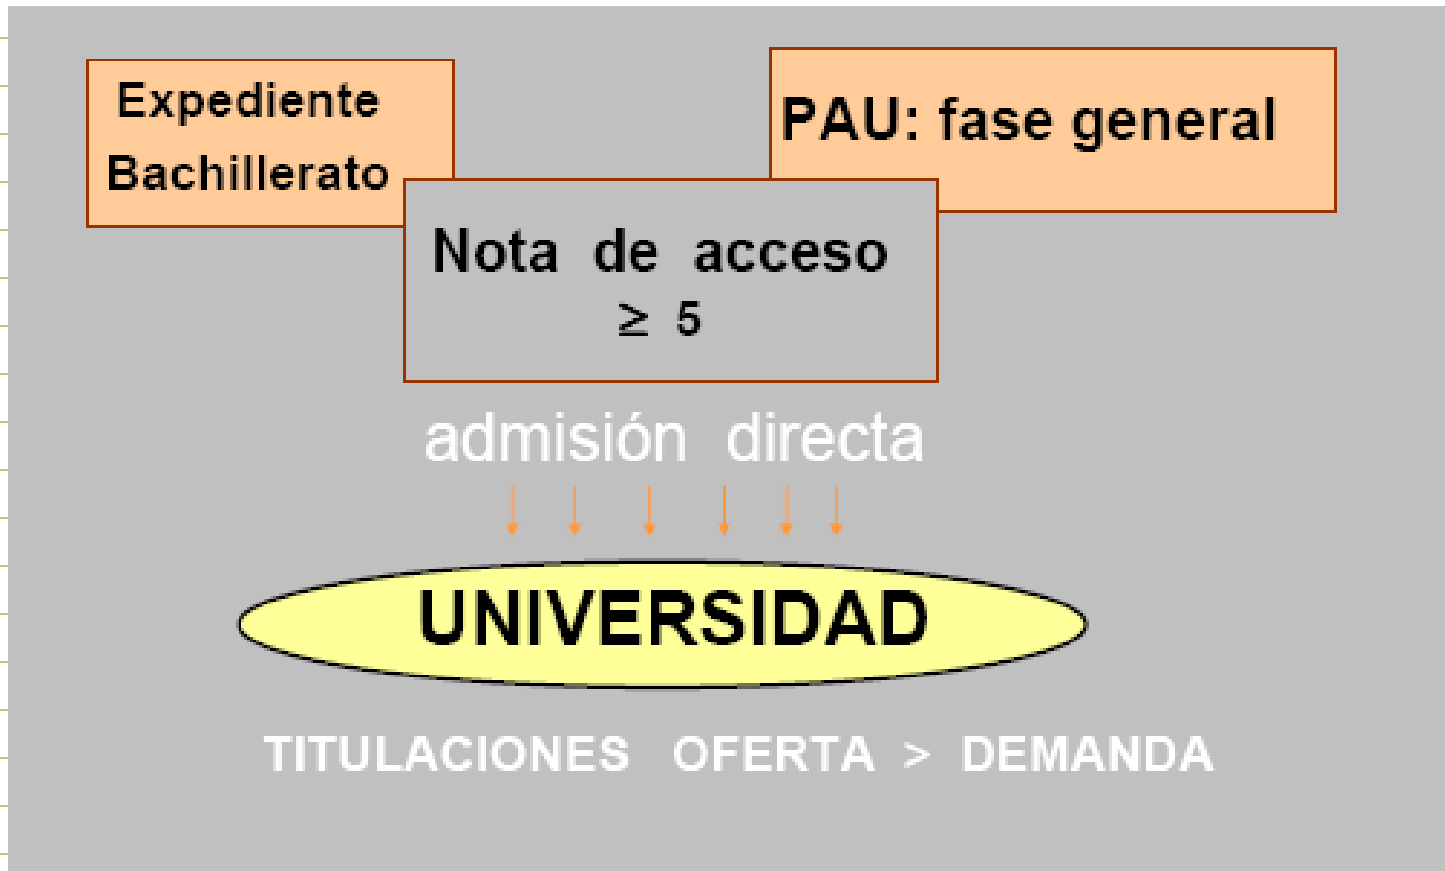 Expediente
Bachillerato
PAU: fase general
Nota de acceso
≥ 5
admisión directa
UNIVERSIDAD
TITULACIONES OFERTA > DEMANDA